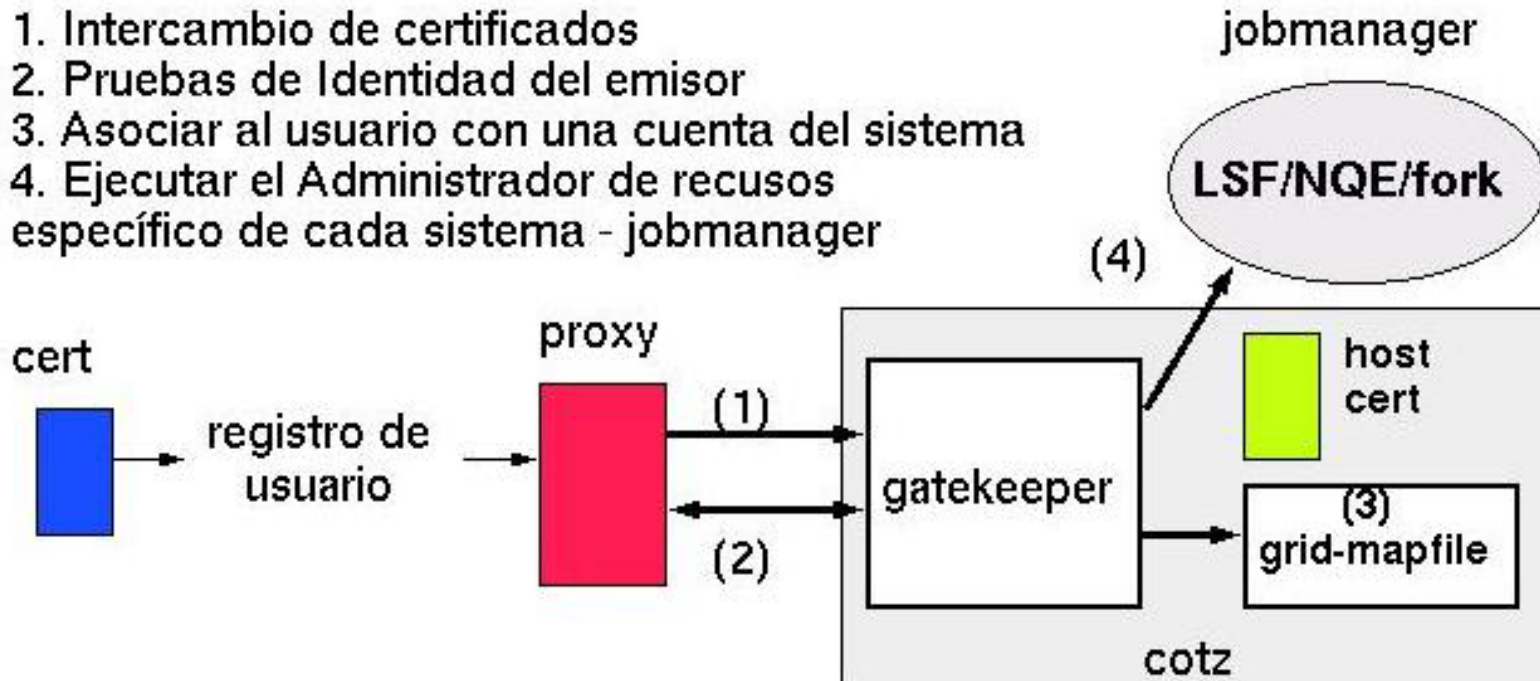 1. Intercambio de certificados
2. Pruebas de Identidad del emisor
3. Asociar al usuario con una cuenta del sistema
4. Ejecutar el Administrador de recusos
específico de cada sistema - jobmanager
jobmanager
LSF/NQE/fork
(4)
cert
registro de
usuario
proxy
(1)
(2)
gatekeeper
host
cert
(3)
grid-mapfile
cotz